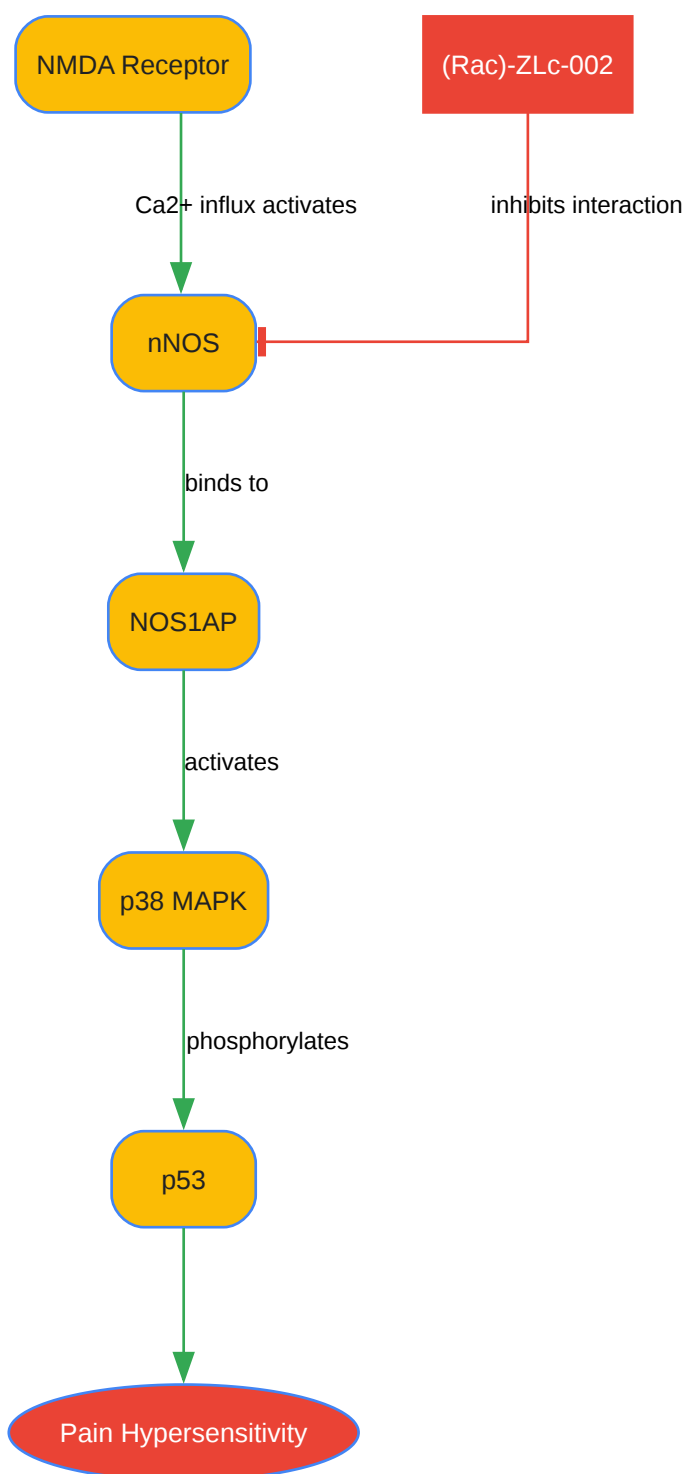 NMDA Receptor
(Rac)-ZLc-002
Ca2+ influx activates
inhibits interaction
nNOS
binds to
NOS1AP
activates
p38 MAPK
phosphorylates
p53
Pain Hypersensitivity